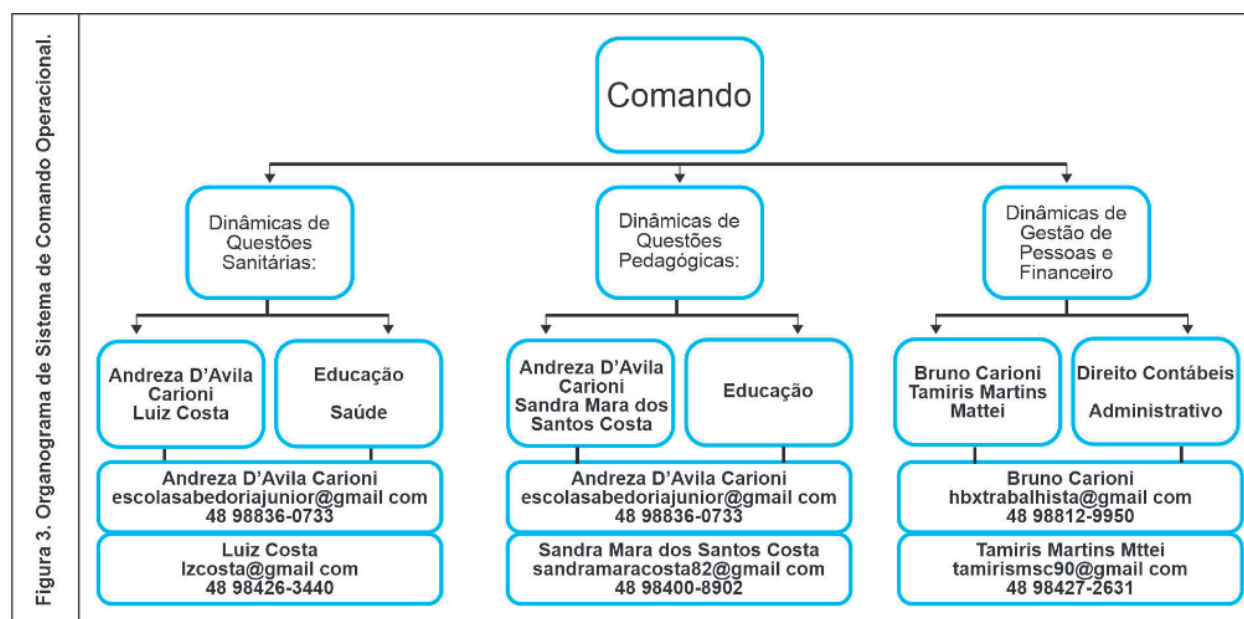 Figura 3. Organograma de Sistema de Comando Operacional.
Comando
Dinâmicas de
Questões
Sanitárias:
Dinâmicas de
Questões
Pedagógicas:
Dinâmicas de
Gestão de
Pessoas e
Financeiro
Andreza D’Avila
Carioni
Luiz Costa
Educação
Saúde
Andreza D’Avila
Carioni
Sandra Mara dos
Santos Costa
Educação
Bruno Carioni
Tamiris Martins
Mattei
Direito Contábeis
Administrativo
Andreza D’Avila Carioni
escolasabedoriajunior@gmail com
48 98836-0733
Luiz Costa
lzcosta@gmail com
48 98426-3440
Andreza D’Avila Carioni
escolasabedoriajunior@gmail com
48 98836-0733
Sandra Mara dos Santos Costa
sandramaracosta82@gmail com
48 98400-8902
Bruno Carioni
hbxtrabalhista@gmail com
48 98812-9950
Tamiris Martins Mttei
tamirismsc90@gmail com
48 98427-2631